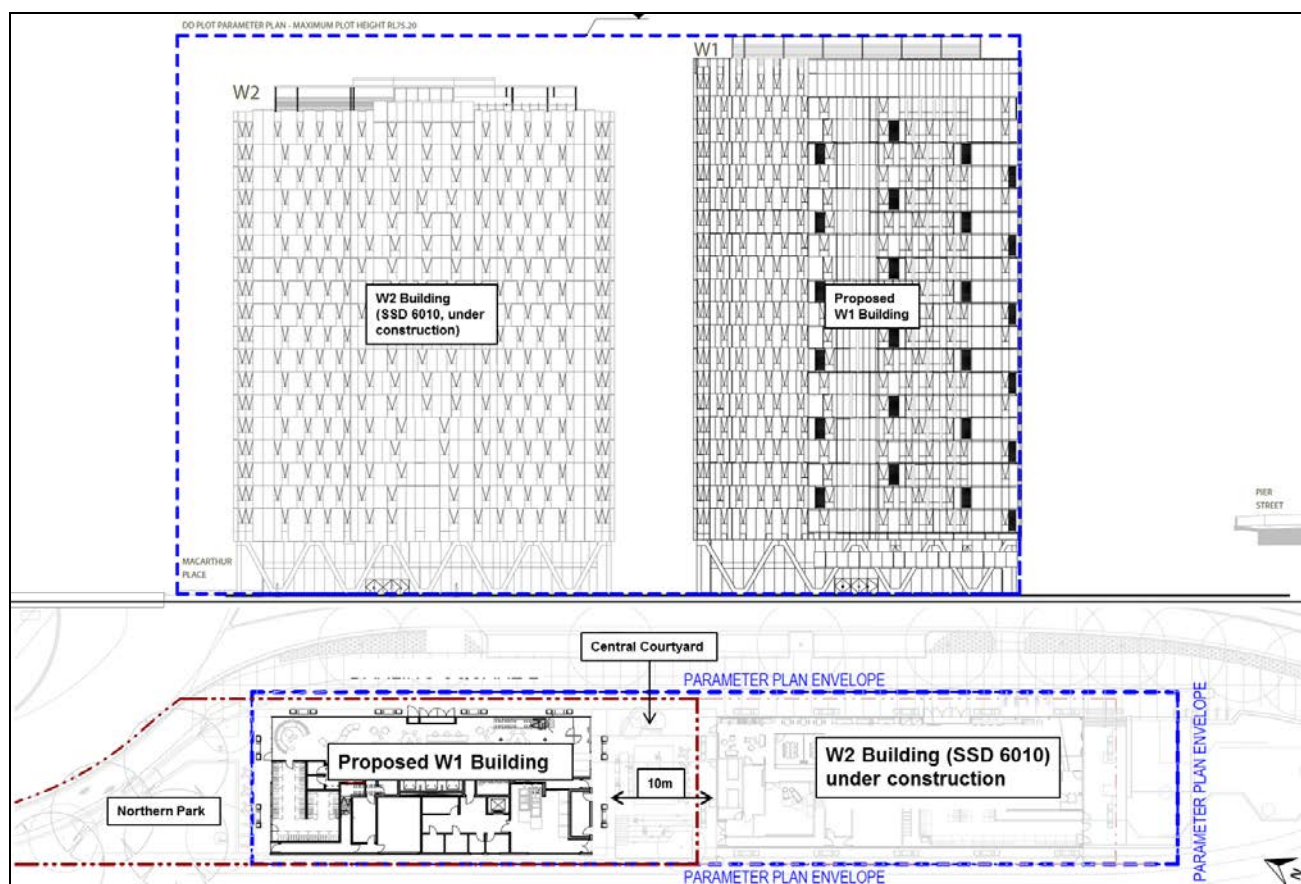 DD PLOT PARAMETER PLAN - MAXIMUM PLOT HEIGHT RL75.20
W1
W2
W2 Building
(SSD 6010, under
construction)
Proposed
W1 Building
PIER
STREET
MACARTHUR
PLACE
Central Courtyard
PARAMETER PLAN ENVELOPE
PARAMETER PLAN ENVELOPE
Proposed W1 Building
W2 Building (SSD 6010)
under construction
10m
Northern Park
PARAMETER PLAN ENVELOPE
N